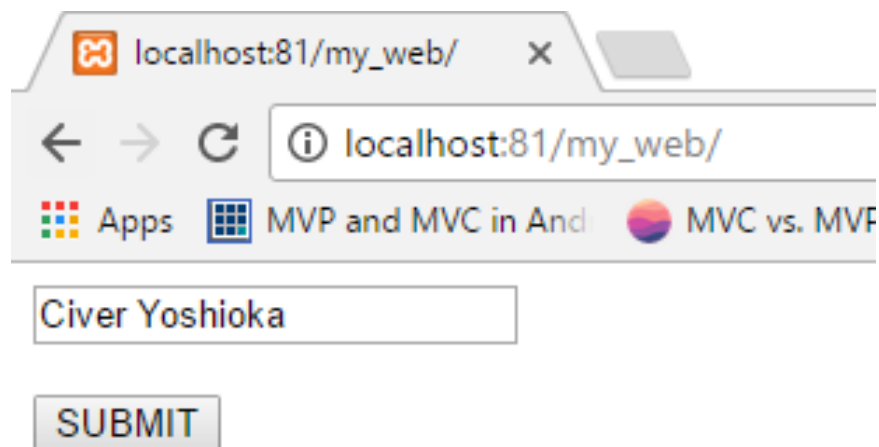 localhost:81/my_web/
localhost:81/my_web/
Apps MVP and MVC in And MVC vs. MVP
Civer Yoshioka
SUBMIT